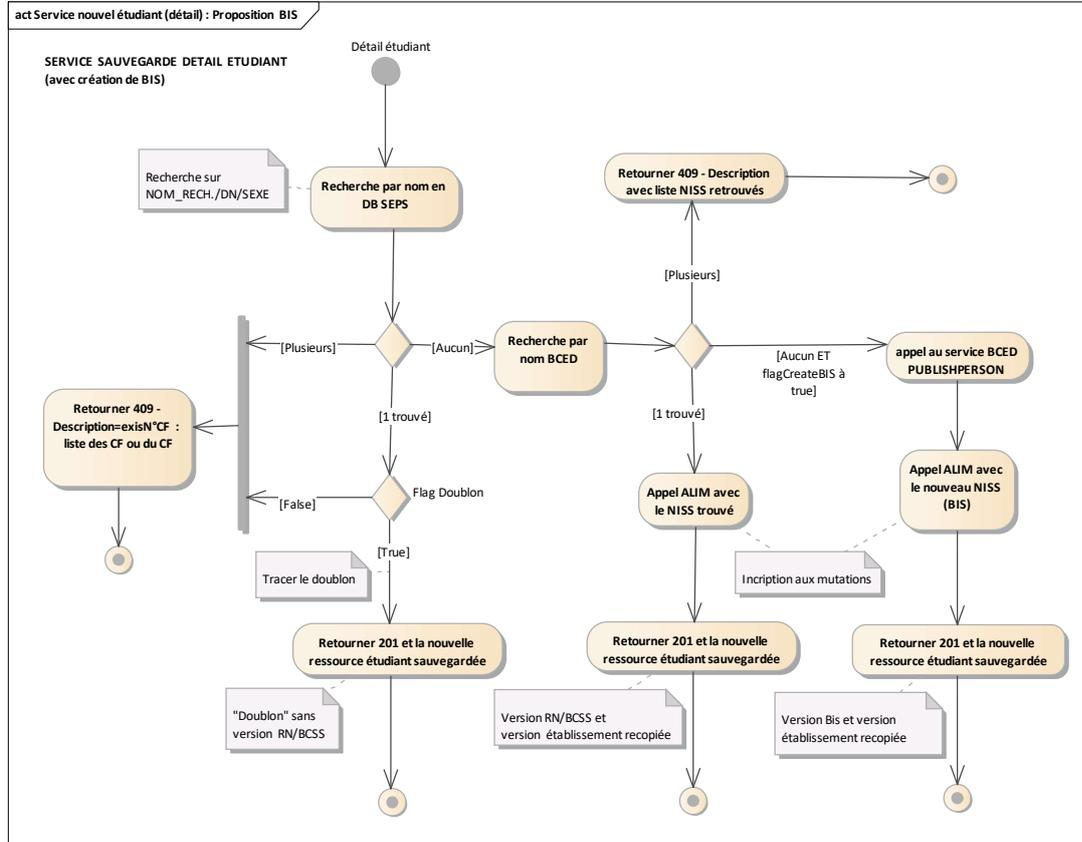 act Service nouvel étudiant (détail) : Proposition BIS
SERVICE SAUVEGARDE DETAIL ETUDIANT
(avec création de BIS)
Détail étudiant
Recherche sur
NOM_RECH./DN/SEXE
Recherche par nom en
DB SEPS
Retourner 409 - Description
avec liste NISS retrouvés
[Plusieurs]
[Plusieurs]
[Aucun]
Recherche par
nom BCED
[Aucun ET
flagCreateBIS à
true]
appel au service BCED
PUBLISHPERSON
Retourner 409 -
Description=exisN°CF :
liste des CF ou du CF
[1 trouvé]
[1 trouvé]
Flag Doublon
[False]
[True]
Appel ALIM avec
le NISS trouvé
Appel ALIM avec
le nouveau NISS
(BIS)
Tracer le doublon
Incription aux mutations
Retourner 201 et la nouvelle
ressource étudiant sauvegardée
Retourner 201 et la nouvelle
ressource étudiant sauvegardée
Retourner 201 et la nouvelle
ressource étudiant sauvegardée
"Doublon" sans
version RN/BCSS
Version RN/BCSS et
version établissement recopiée
Version Bis et version
établissement recopiée